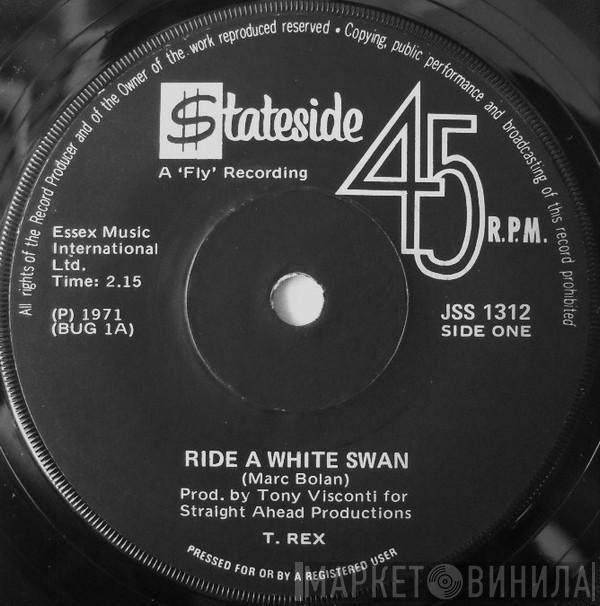 All rights of the Record Producer and of the Owner of the work reproduced reserved • Copying, public performance and broadcasting of this record prohibited
$tateside
45 R.P.M.
A ‘Fly’ Recording
Essex Music
International
Ltd.
Time: 2.15
(P) 1971
(BUG 1A)
JSS 1312
SIDE ONE
RIDE A WHITE SWAN
(Marc Bolan)
Prod. by Tony Visconti for
Straight Ahead Productions
T. REX
PRESSED FOR OR BY A REGISTERED USER
МАРКЕТ ВИНИЛА